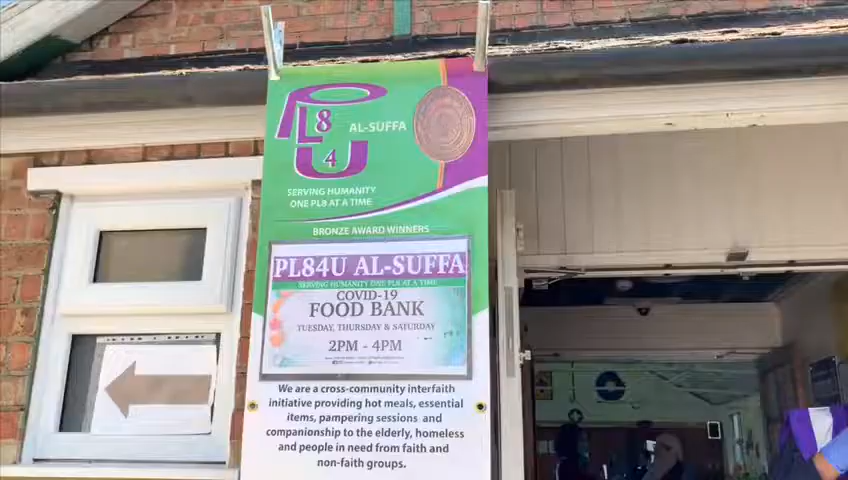 PL8
4U
AL-SUFFA
SERVING HUMANITY
ONE PL8 AT A TIME
BRONZE AWARD WINNERS
PL84U AL-SUFFA
SERVING HUMANITY ONE PL8 AT A TIME
COVID-19
FOOD BANK
TUESDAY, THURSDAY & SATURDAY
2PM - 4PM
We are a cross-community interfaith
initiative providing hot meals, essential
items, pampering sessions and
companionship to the elderly, homeless
and people in need from faith and
non-faith groups.